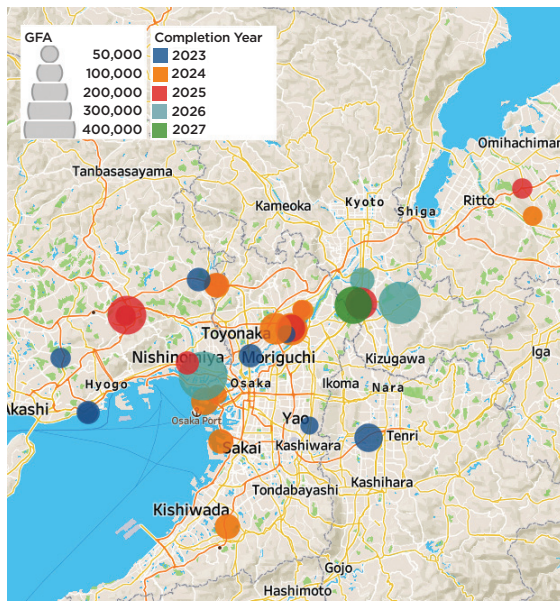 GFA
50,000
100,000
200,000
300,000
400,000
Completion Year
2023
2024
2025
2026
2027
Omihachiman
Tanbasasayama
Kyoto
Ritto
Kameoka
Shiga
Toyonaka
Nishinomiya
Moriguchi
Kizugawa
Iga
Hyogo
Osaka
Ikoma
Nara
Akashi
Osaka Port
Yao
Tenri
Sakai
Kashiwara
Kashihara
Tondabayashi
Kishiwada
Gojo
Hashimoto